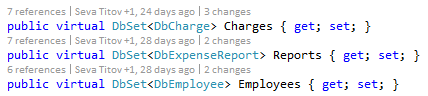 7 references | Seva Titov +1, 24 days ago | 3 changes
public virtual DbSet<DbCharge> Charges { get; set; }
7 references | Seva Titov +1, 28 days ago | 2 changes
public virtual DbSet<DbExpenseReport> Reports { get; set; }
6 references | Seva Titov +1, 28 days ago | 2 changes
public virtual DbSet<DbEmployee> Employees { get; set; }